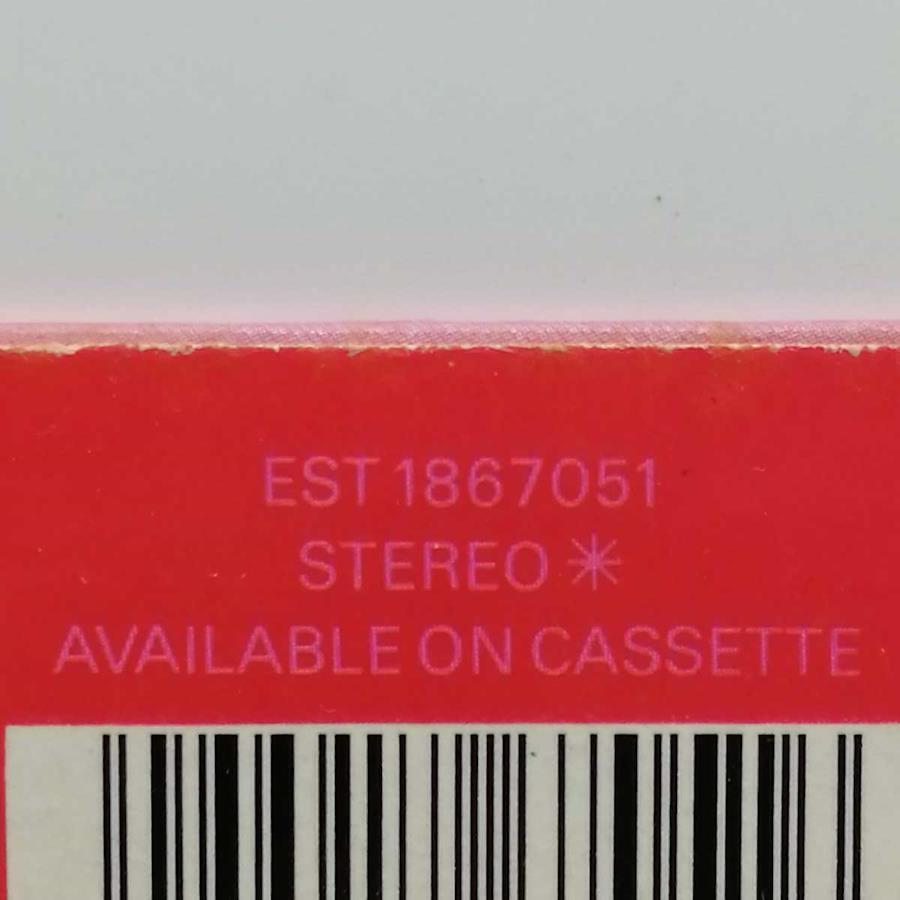 EST 1867051
STEREO ✳
AVAILABLE ON CASSETTE